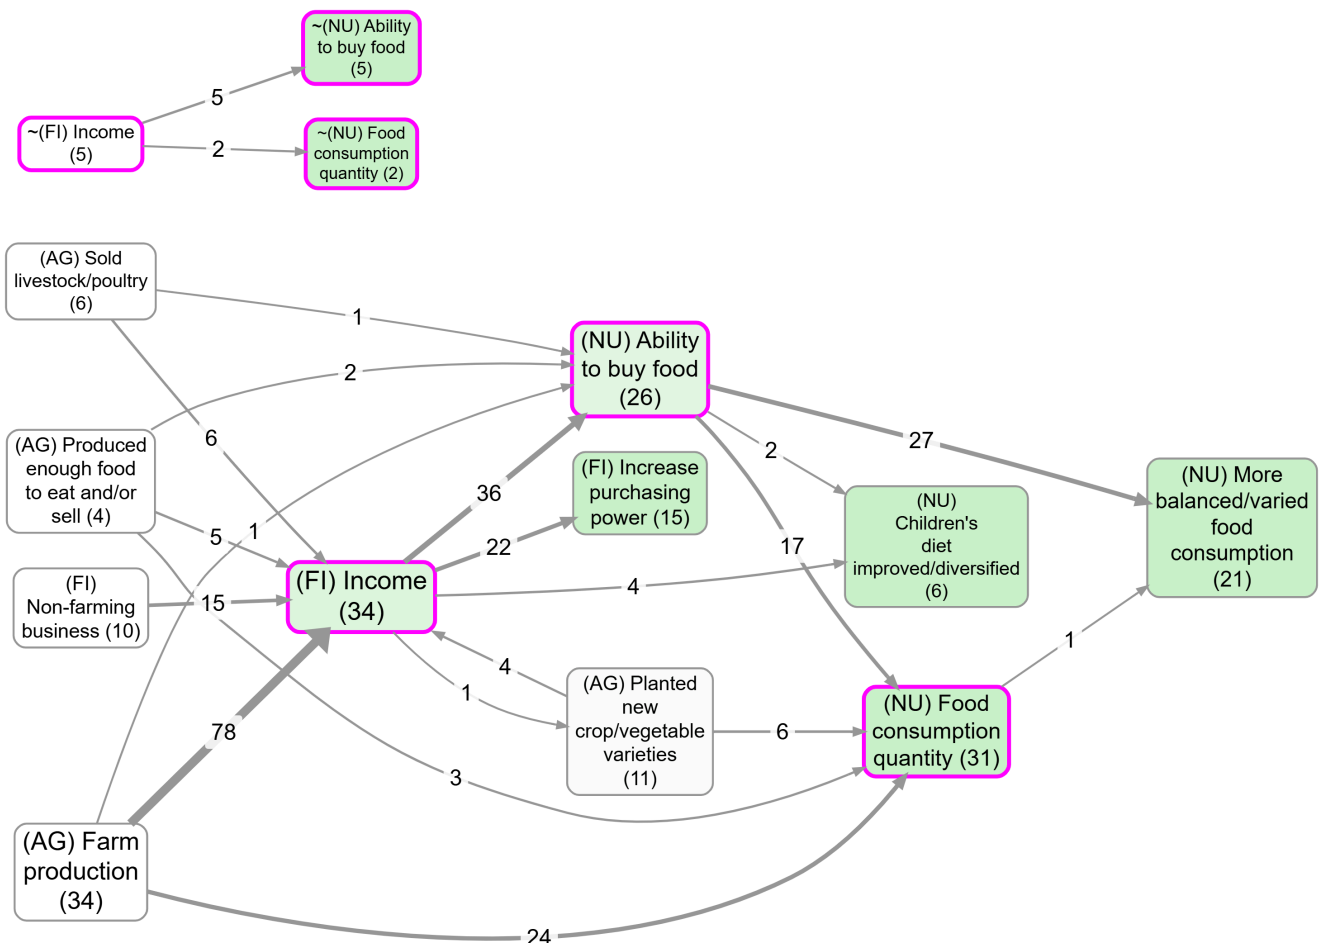 ~(NU) Ability
to buy food
(5)
5
~(FI) Income
(5)
2
~(NU) Food
consumption
quantity (2)
(AG) Sold
livestock/poultry
(6)
1
(NU) Ability
to buy food
(26)
2
6
(AG) Produced
enough food
to eat and/or
sell (4)
27
2
(FI) Increase
purchasing
power (15)
(NU) More
balanced/varied
food
consumption
(21)
36
(NU)
Children's
diet
improved/diversified
(6)
1
5
22
17
(FI)
Non-farming
business (10)
15
(FI) Income
(34)
4
1
4
1
(AG) Planted
new
crop/vegetable
varieties
(11)
6
(NU) Food
consumption
quantity (31)
78
3
(AG) Farm
production
(34)
24